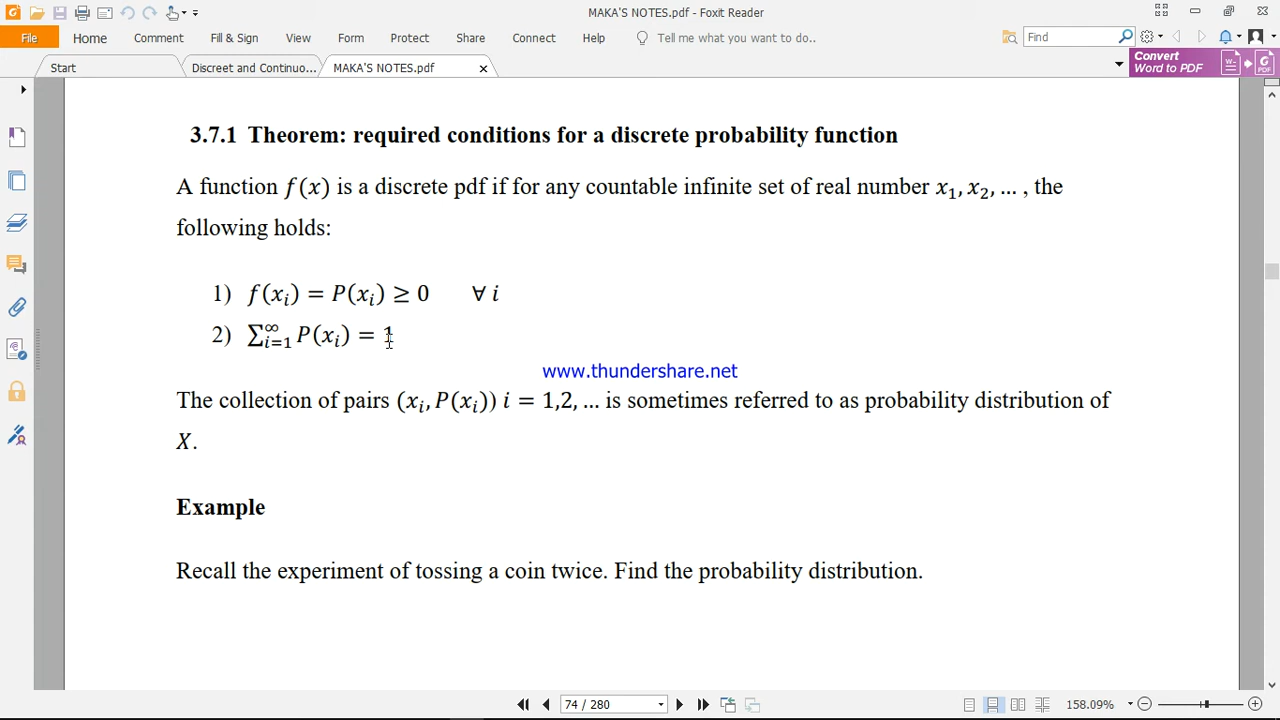 MAKA'S NOTES.pdf - Foxit Reader
File Home Comment Fill & Sign View Form Protect Share Connect Help Tell me what you want to do.. Find
Start Discreet and Continuo... MAKA'S NOTES.pdf
Convert
Word to PDF
3.7.1 Theorem: required conditions for a discrete probability function
A function f(x) is a discrete pdf if for any countable infinite set of real number x₁, x₂, … , the
following holds:
1) f(xᵢ) = P(xᵢ) ≥ 0 ∀ i
2) ∑ᵢ₌₁^∞ P(xᵢ) = 1
www.thundershare.net
The collection of pairs (xᵢ, P(xᵢ)) i = 1,2, … is sometimes referred to as probability distribution of
X.
Example
Recall the experiment of tossing a coin twice. Find the probability distribution.
74 / 280 158.09%